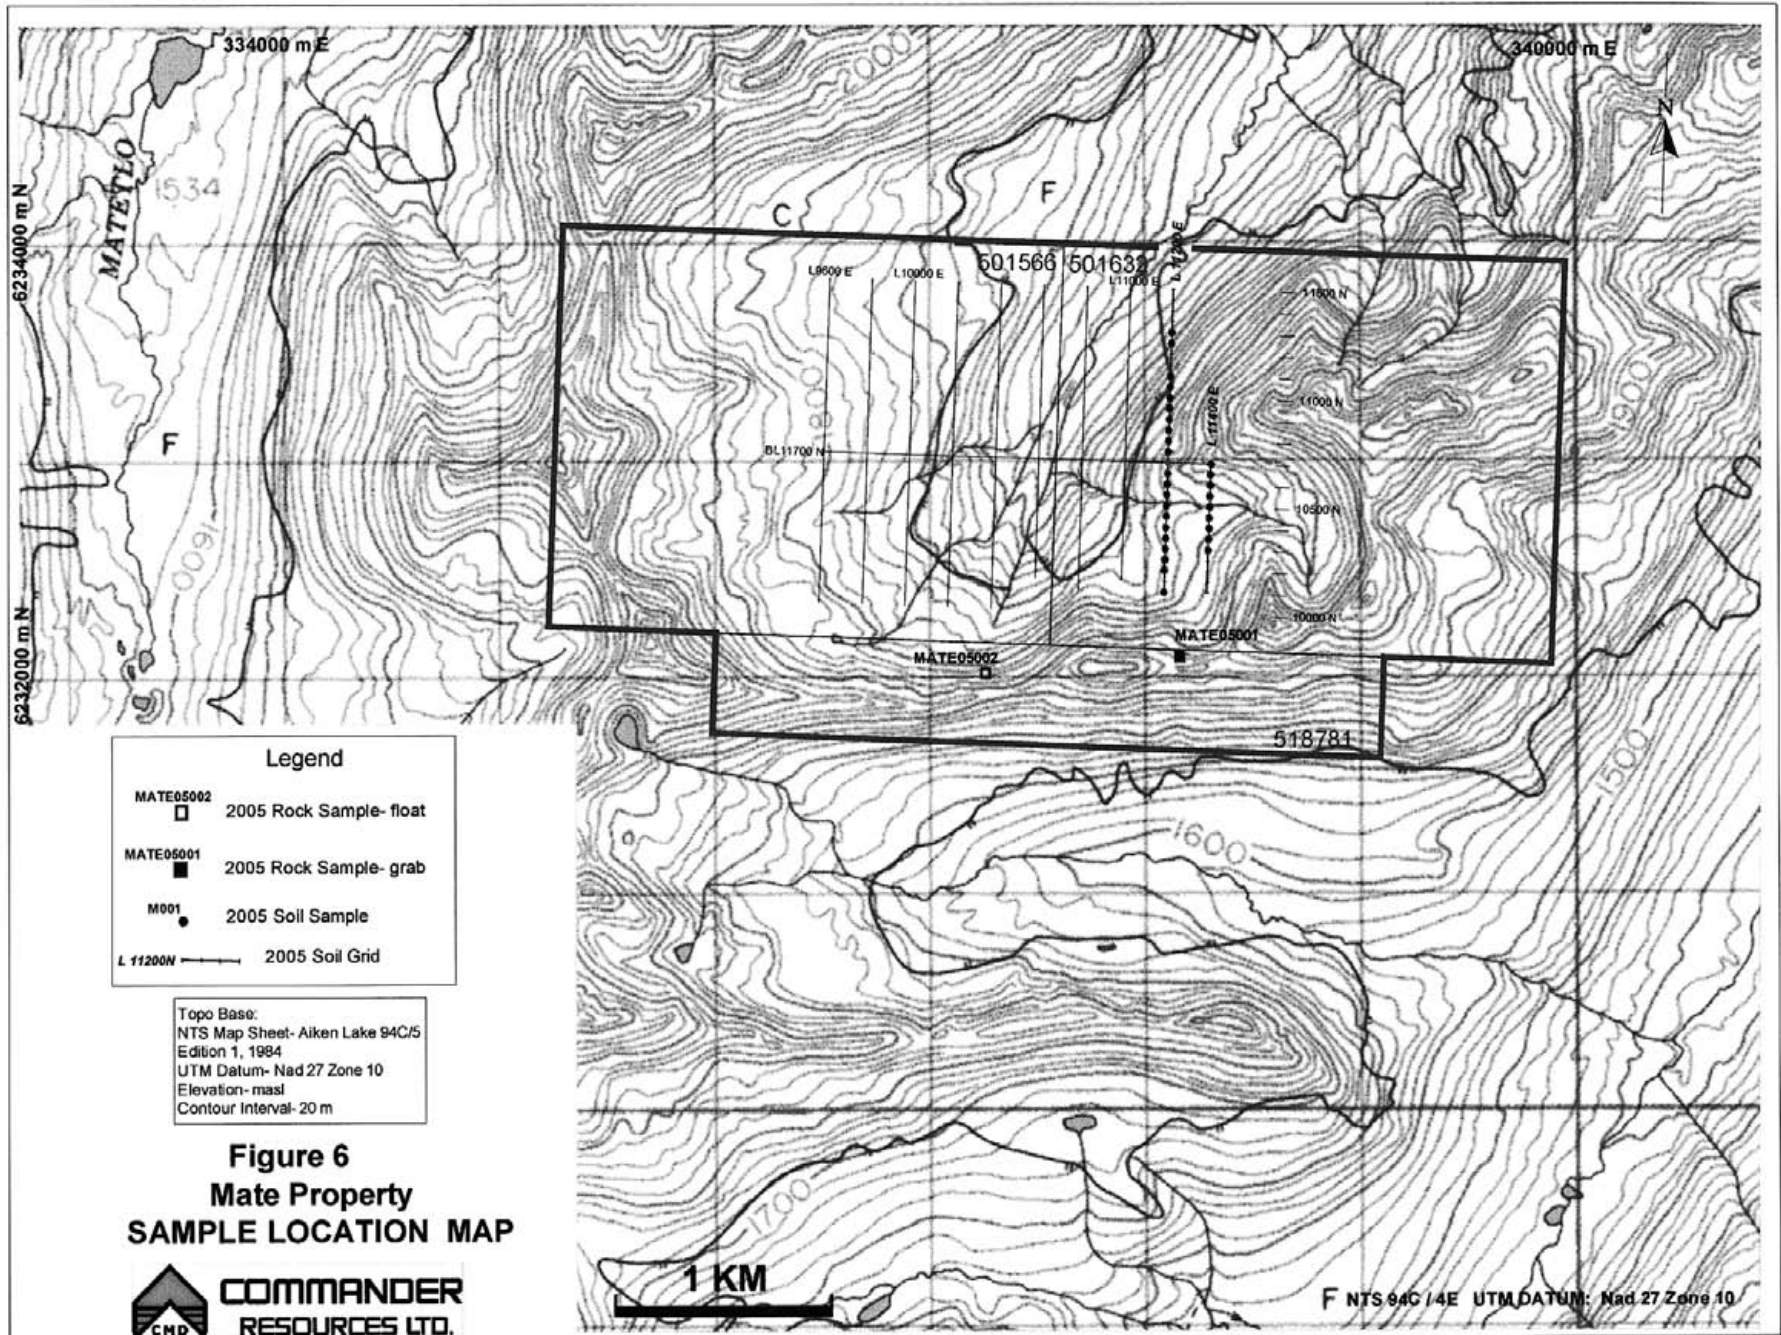 334000 m E
340000 m E
2000
N
MATETLO
1534
F
C
6234000 m N
L 11200 E
501566
501632
L9600 E
L10000 E
L11000 E
11500 N
1800
11000 N
1900
L 11400 E
F
BL11700 N
10500 N
1600
10000 N
MATE05001
MATE05002
6232000 m N
518781
1500
1600
Legend
MATE05002
2005 Rock Sample- float
MATE05001
2005 Rock Sample- grab
M001
2005 Soil Sample
L 11200N
2005 Soil Grid
Topo Base:
NTS Map Sheet- Aiken Lake 94C/5
Edition 1, 1984
UTM Datum- Nad 27 Zone 10
Elevation- masl
Contour Interval- 20 m
Figure 6
Mate Property
SAMPLE LOCATION MAP
1700
CMD
COMMANDER
RESOURCES LTD.
1 KM
F NTS 94C / 4E UTM DATUM: Nad 27 Zone 10